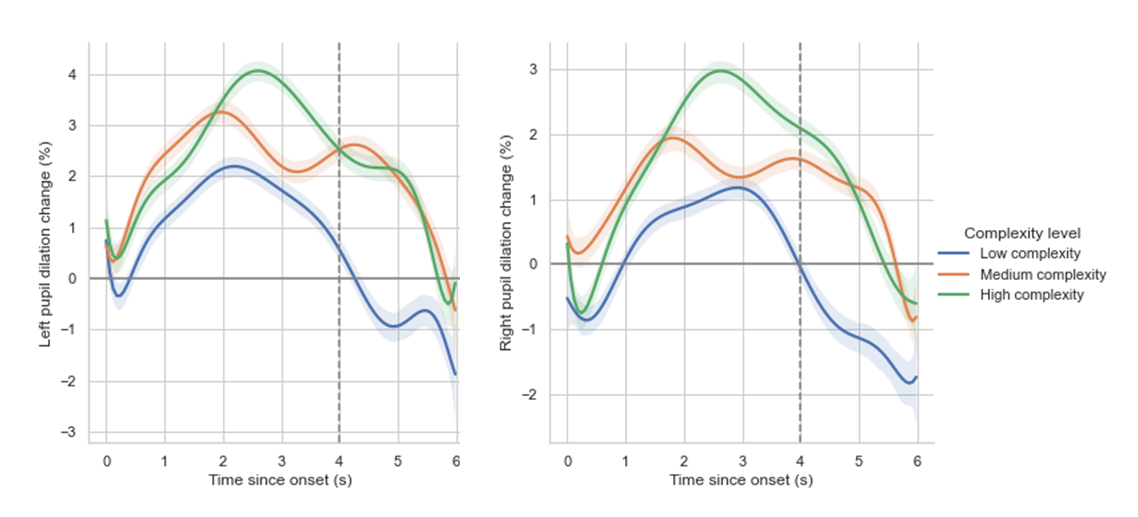 Left pupil dilation change (%)
4
3
2
1
0
−1
−2
−3
0 1 2 3 4 5 6
Time since onset (s)
Right pupil dilation change (%)
3
2
1
0
−1
−2
0 1 2 3 4 5 6
Time since onset (s)
Complexity level
Low complexity
Medium complexity
High complexity